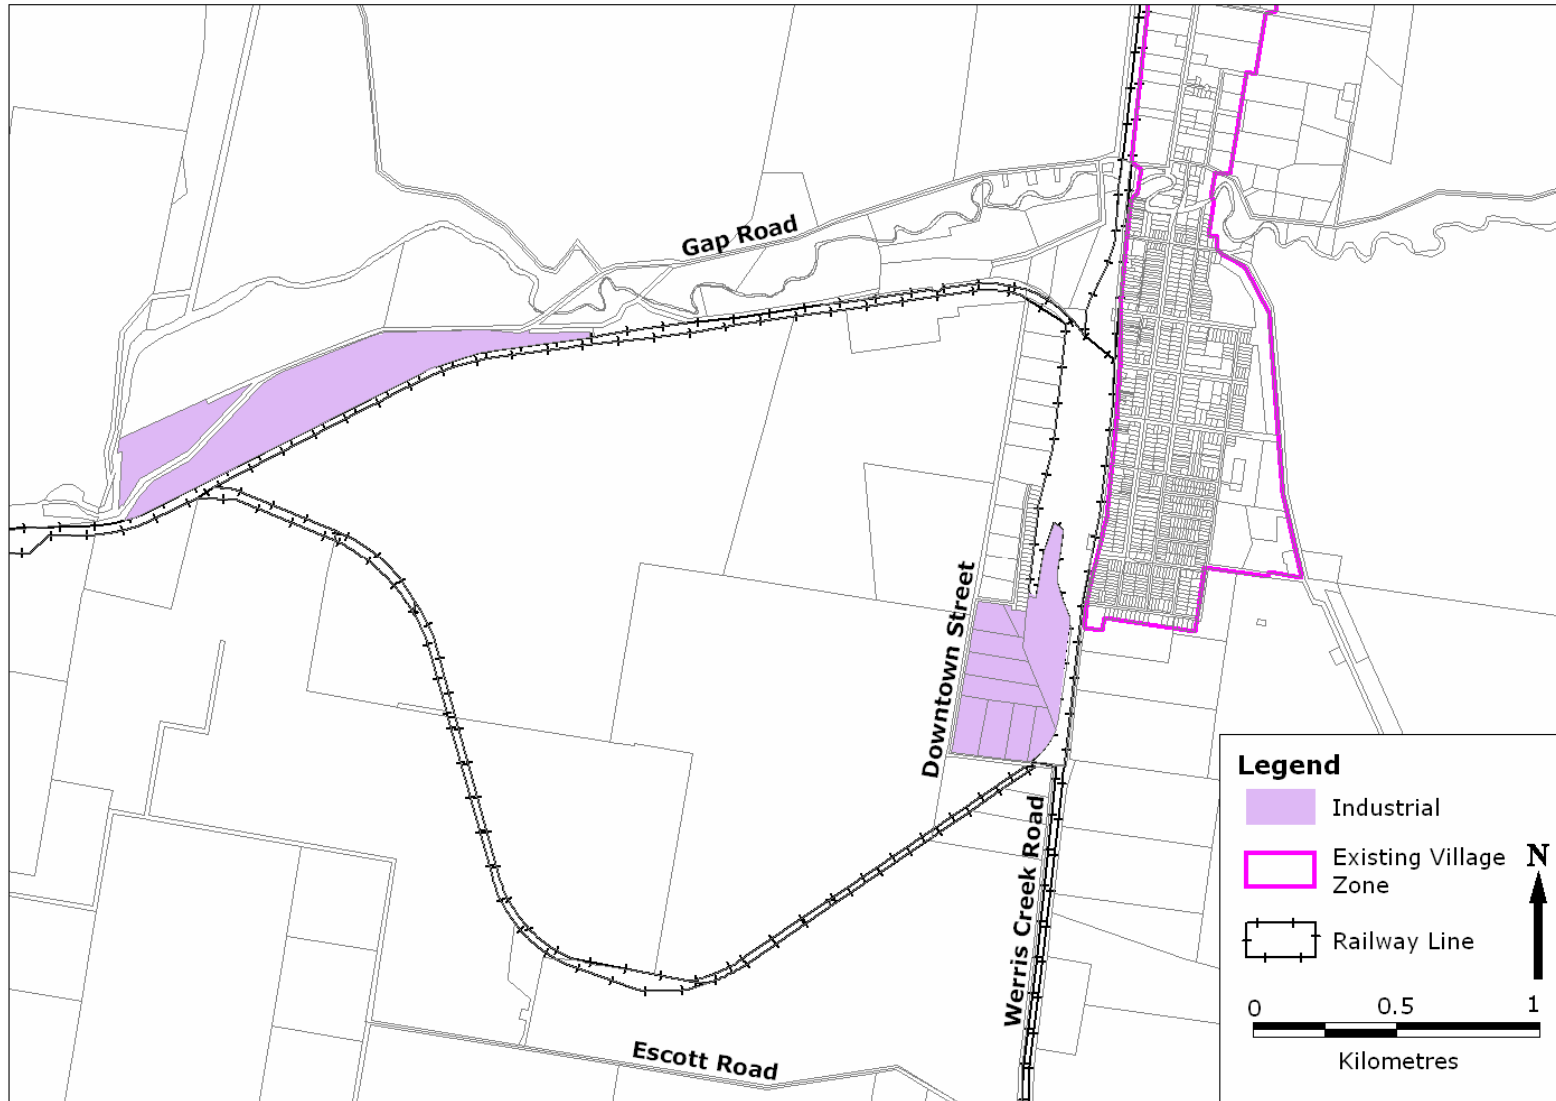 Gap Road
Downtown Street
Werris Creek Road
Escott Road
Legend
Industrial
Existing Village
Zone
Railway Line
N
0 0.5 1
Kilometres